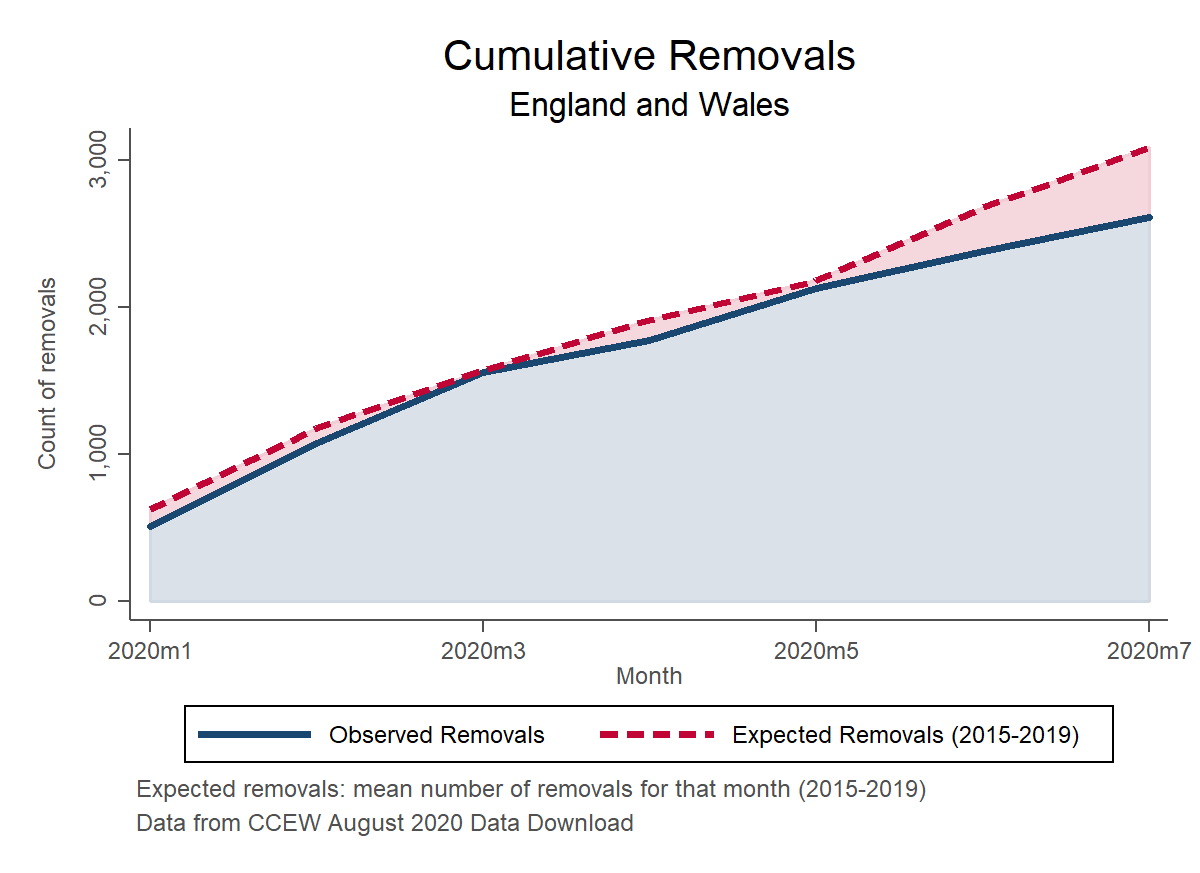 Cumulative Removals
England and Wales
Count of removals
3,000
2,000
1,000
0
2020m1 2020m3 2020m5 2020m7
Month
Observed Removals Expected Removals (2015-2019)
Expected removals: mean number of removals for that month (2015-2019)
Data from CCEW August 2020 Data Download